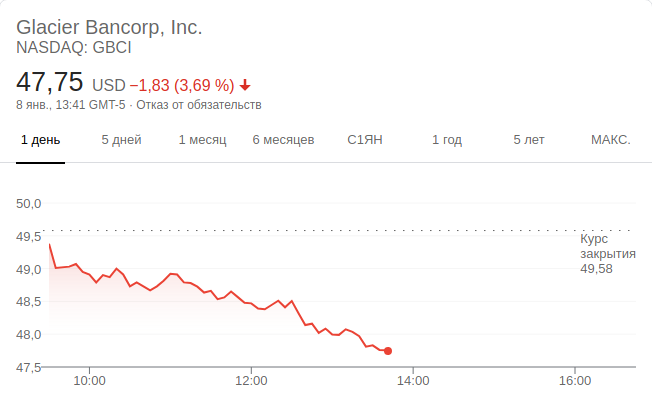 Glacier Bancorp, Inc.
NASDAQ: GBCI
47,75 USD −1,83 (3,69 %)
8 янв., 13:41 GMT-5 · Отказ от обязательств
1 день 5 дней 1 месяц 6 месяцев С1ЯН 1 год 5 лет МАКС.
50,0
49,5
Курс
закрытия
49,0
49,58
48,5
48,0
47,5
10:00 12:00 14:00 16:00